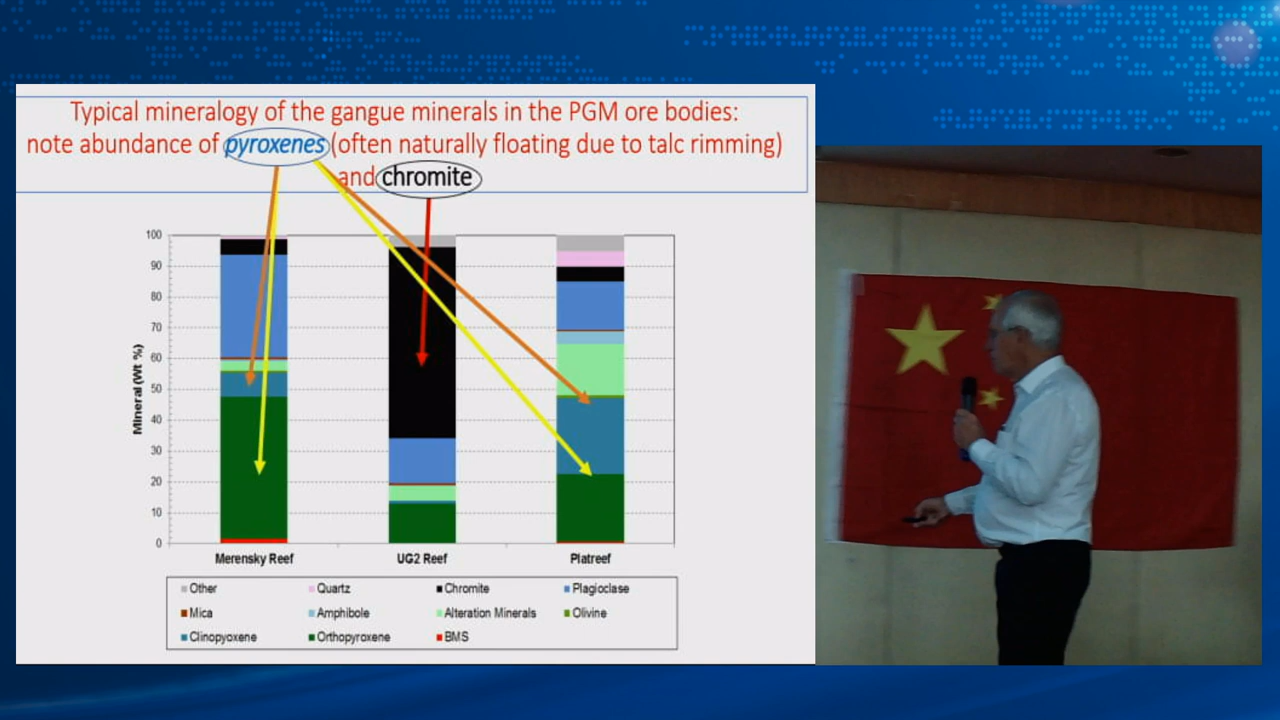 Typical mineralogy of the gangue minerals in the PGM ore bodies:
note abundance of pyroxenes (often naturally floating due to talc rimming)
and chromite
100
90
80
70
60
50
40
30
20
10
0
Mineral (Wt %)
Merensky Reef UG2 Reef Platreef
Other Quartz Chromite Plagioclase
Mica Amphibole Alteration Minerals Olivine
Clinopyoxene Orthopyroxene BMS